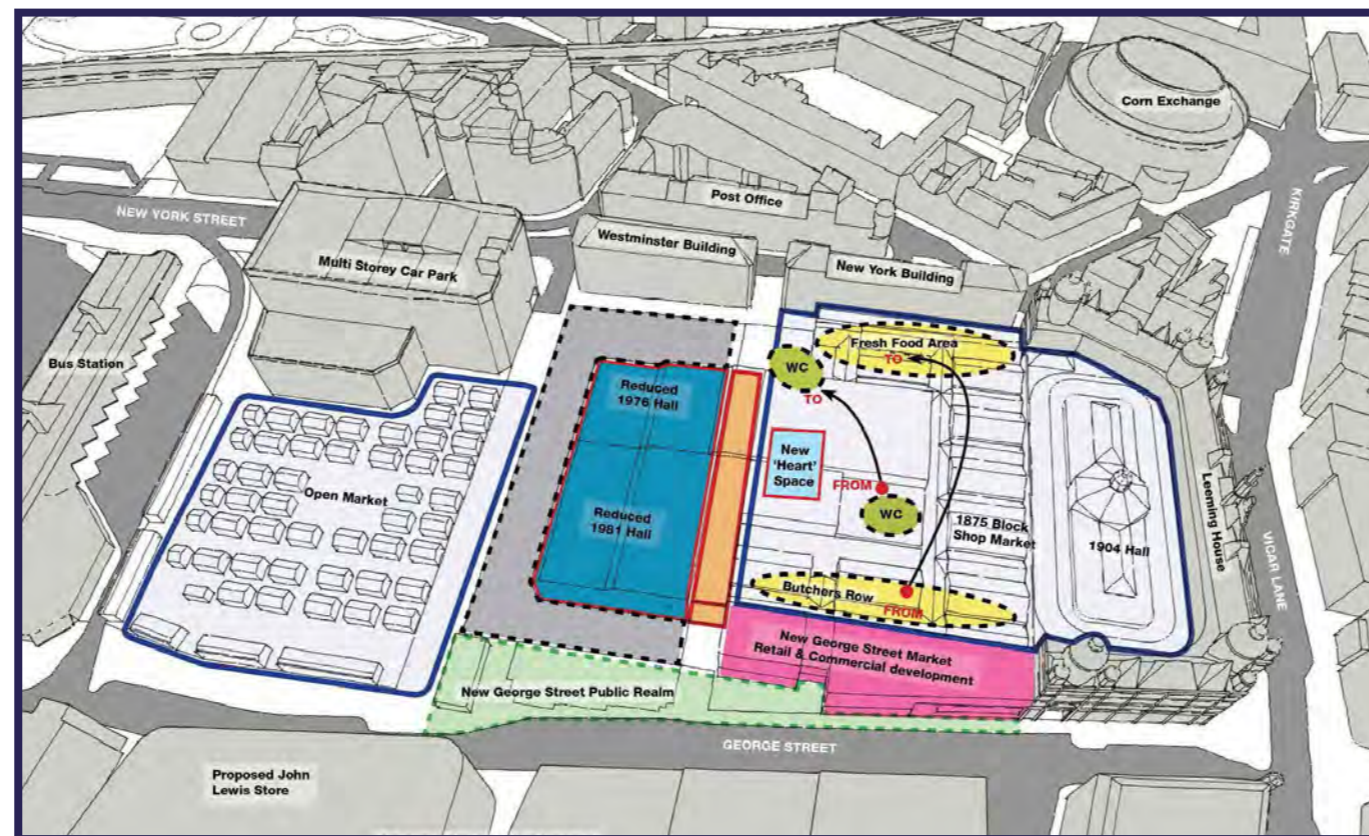 Corn Exchange
Post Office
NEW YORK STREET
KIRKGATE
Westminster Building
Multi Storey Car Park
New York Building
Bus Station
Fresh Food Area
TO
WC
TO
Reduced
1976 Hall
New
'Heart'
Space
FROM
WC
Open Market
Reduced
1981 Hall
1875 Block
Shop Market
1904 Hall
Leeming House
VICAR LANE
Butchers Row
FROM
New George Street Market
Retail & Commercial development
New George Street Public Realm
GEORGE STREET
Proposed John
Lewis Store